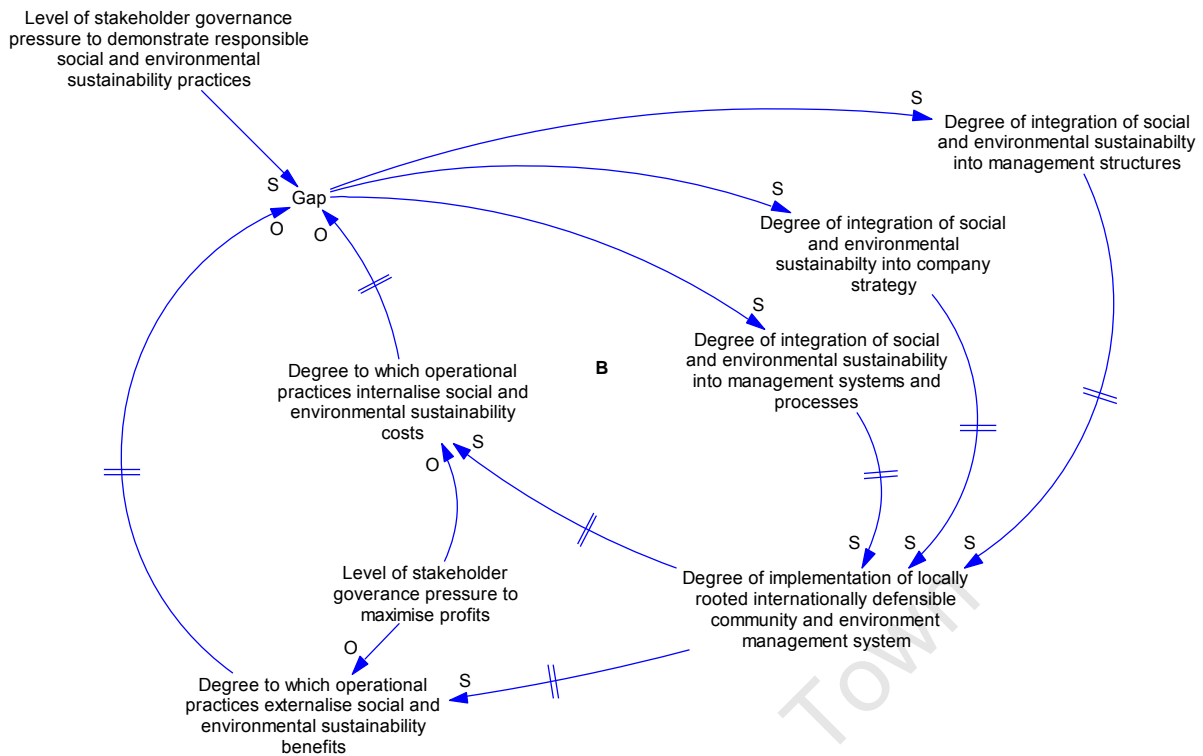 Level of stakeholder governance
pressure to demonstrate responsible
social and environmental
sustainability practices
S
Gap
O
O
S
Degree of integration of social
and environmental sustainabilty
into management structures
S
Degree of integration of social
and environmental
sustainabilty into company
strategy
S
Degree of integration of social
and environmental sustainability
into management systems and
processes
B
Degree to which operational
practices internalise social and
environmental sustainability
costs
S
O
Level of stakeholder
goverance pressure to
maximise profits
S
S
S
Degree of implementation of locally
rooted internationally defensible
community and environment
management system
O
S
Degree to which operational
practices externalise social and
environmental sustainability
benefits
Town